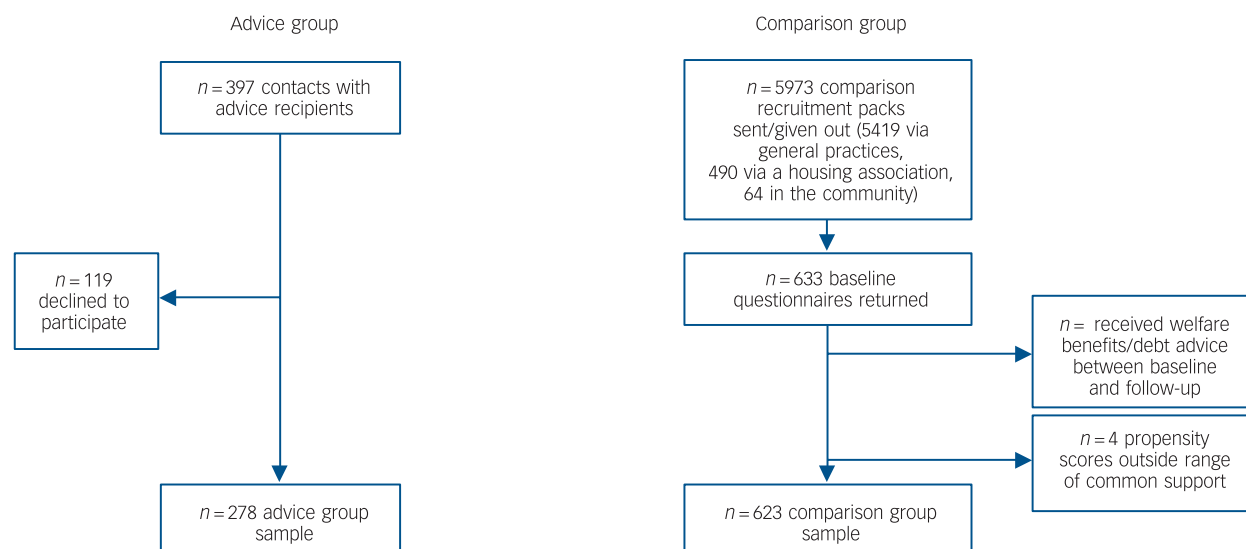 Advice group
n = 397 contacts with
advice recipients
n = 119
declined to
participate
n = 278 advice group
sample
Comparison group
n = 5973 comparison
recruitment packs
sent/given out (5419 via
general practices,
490 via a housing association,
64 in the community)
n = 633 baseline
questionnaires returned
n = received welfare
benefits/debt advice
between baseline
and follow-up
n = 4 propensity
scores outside range
of common support
n = 623 comparison group
sample